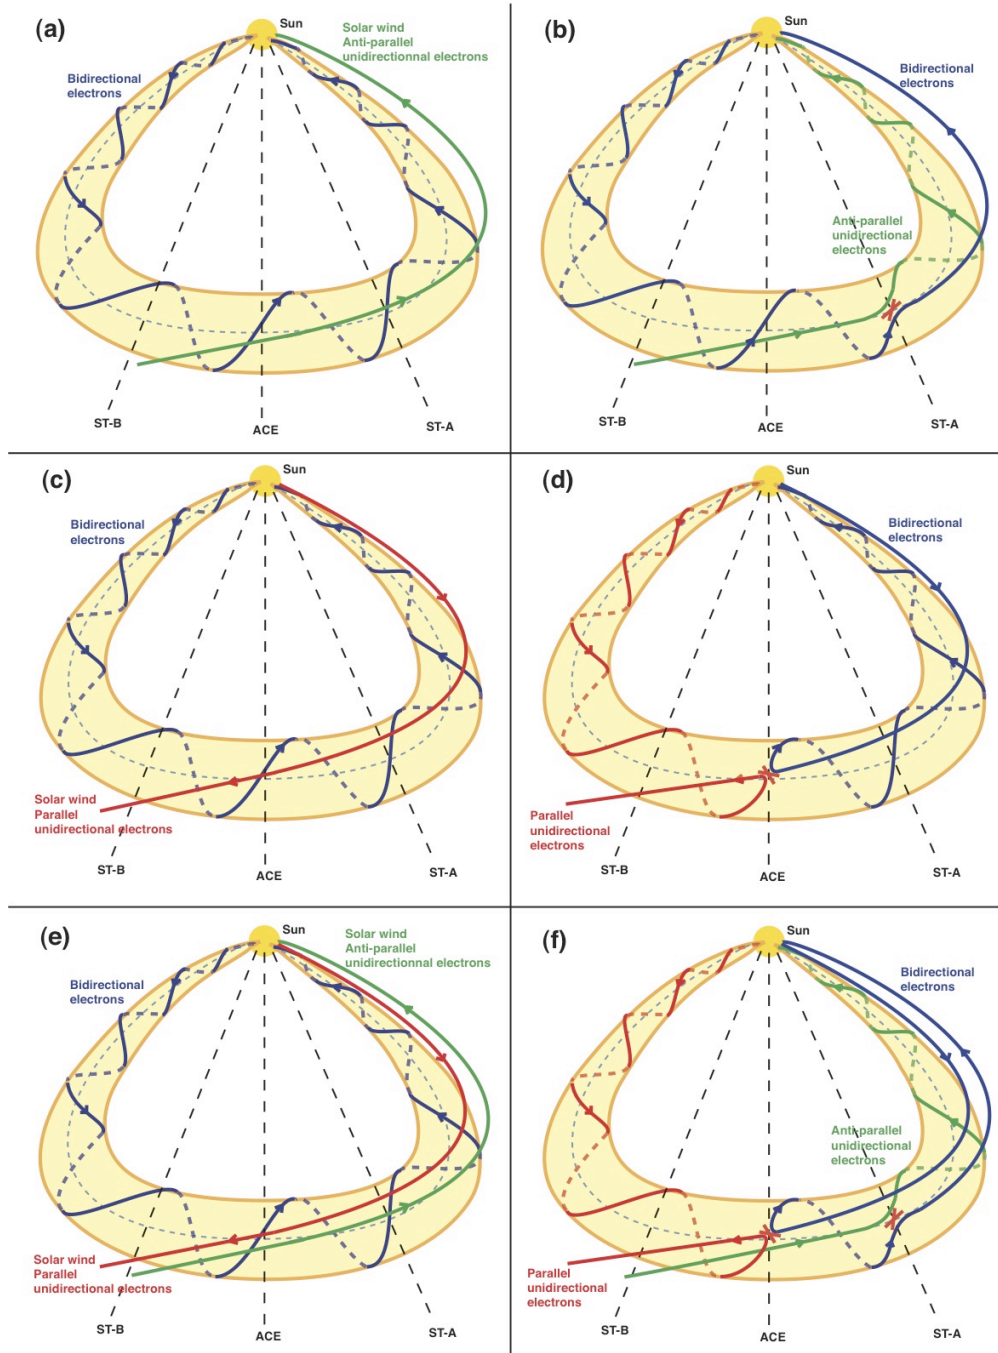 (a)
Sun
Solar wind
Anti-parallel
unidirectionnal electrons
Bidirectional
electrons
ST-B
ACE
ST-A
(b)
Sun
Bidirectional
electrons
Anti-parallel
unidirectional
electrons
ST-B
ACE
ST-A
(c)
Sun
Bidirectional
electrons
Solar wind
Parallel
unidirectional electrons
ST-B
ACE
ST-A
(d)
Sun
Bidirectional
electrons
Parallel
unidirectional
electrons
ST-B
ACE
ST-A
(e)
Sun
Solar wind
Anti-parallel
unidirectionnal electrons
Bidirectional
electrons
Solar wind
Parallel
unidirectional electrons
ST-B
ACE
ST-A
(f)
Sun
Bidirectional
electrons
Anti-parallel
unidirectional
electrons
Parallel
unidirectional
electrons
ST-B
ACE
ST-A